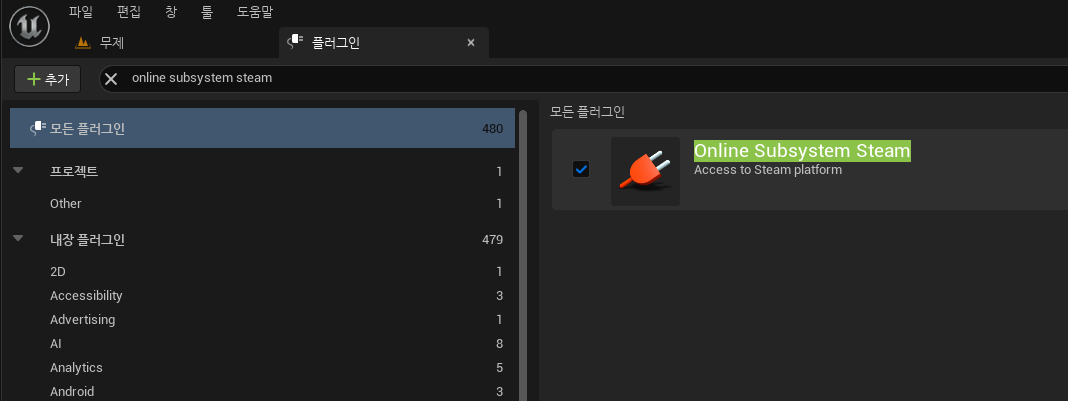 파일 편집 창 툴 도움말
무제 플러그인
추가 online subsystem steam
모든 플러그인 480
프로젝트 1
Other 1
내장 플러그인 479
2D 1
Accessibility 3
Advertising 1
AI 8
Analytics 5
Android 3
모든 플러그인
Online Subsystem Steam
Access to Steam platform